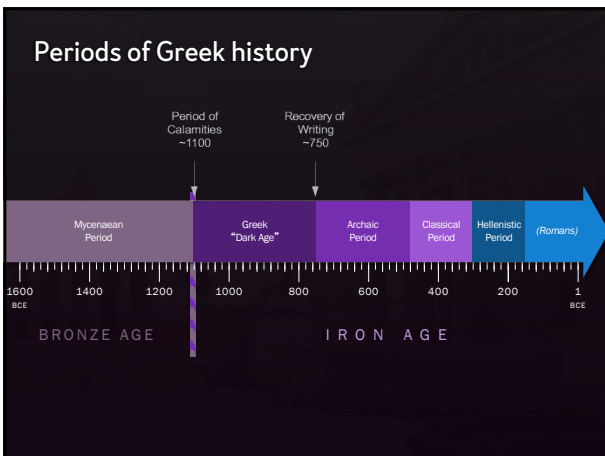 Periods of Greek history
Period of
Calamities
~1100
Recovery of
Writing
~750
Mycenaean
Period
Greek
“Dark Age”
Archaic
Period
Classical
Period
Hellenistic
Period
(Romans)
1600
BCE
1400
1200
1000
800
600
400
200
1
BCE
BRONZE AGE
IRON AGE